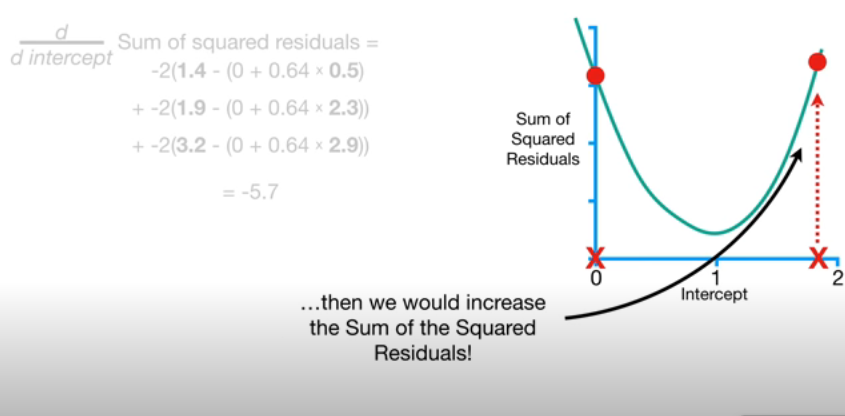 d
d intercept
Sum of squared residuals =
-2(1.4 - (0 + 0.64 × 0.5)
+ -2(1.9 - (0 + 0.64 × 2.3))
+ -2(3.2 - (0 + 0.64 × 2.9))
= -5.7
Sum of
Squared
Residuals
0
1
2
Intercept
...then we would increase
the Sum of the Squared
Residuals!